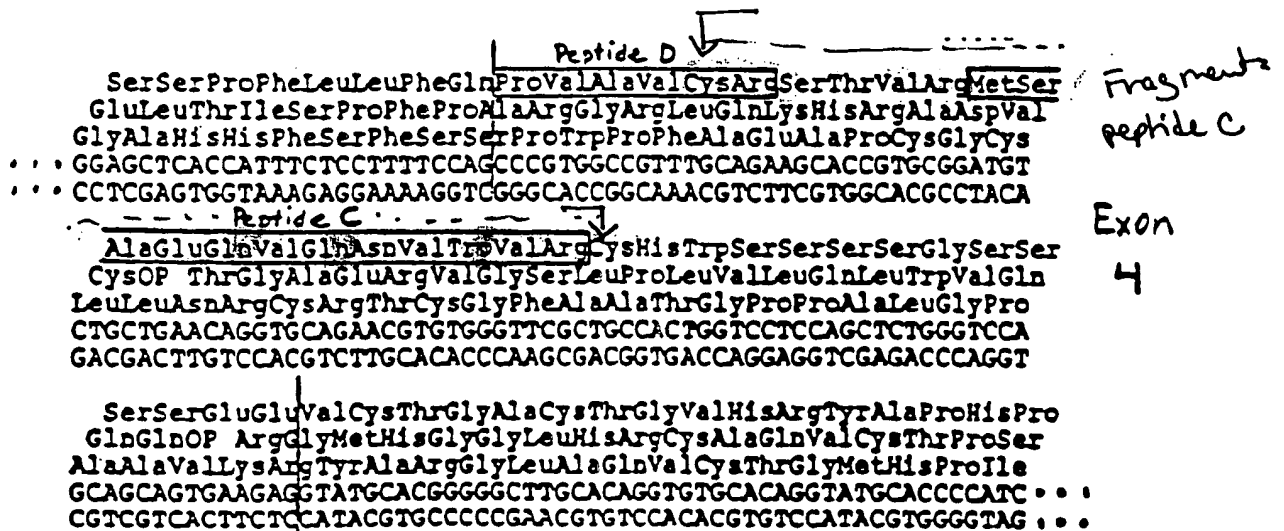 Peptide D
SerSerProPheLeuLeuPheGlnProValAlaValCysArgSerThrValArgMetSer
Fragments
GluLeuThrIleSerProPheProAlaArgGlyArgLeuGlnLysHisArgAlaAspVal
peptide C
GlyAlaHisHisPheSerPheSerSerProTrpProPheAlaGluAlaProCysGlyCys
•••GGAGCTCACCATTTCTCCTTTTCCAGCCCGTGGCCGTTTGCAGAAGCACCGTGCGGATGT
•••CCTCGAGTGGTAAAGAGGAAAAGGTCGGGCACCGGCAAACGTCTTCGTGGCACGCCTACA
Peptide C
AlaGluGlnValGlnAsnValTrpValArgCysHisTrpSerSerSerSerGlySerSer
Exon
CysOP ThrGlyAlaGluArgValGlySerLeuProLeuValLeuGlnLeuTrpValGln
4
LeuLeuAsnArgCysArgThrCysGlyPheAlaAlaThrGlyProProAlaLeuGlyPro
CTGCTGAACAGGTGCAGAACGTGTGGGTTCGCTGCCACTGGTCCTCCAGCTCTGGGTCCA
GACGACTTGTCCACGTCTTGCACACCCAAGCGACGGTGACCAGGAGGTCGAGACCCAGGT
SerSerGluGluValCysThrGlyAlaCysThrGlyValHisArgTyrAlaProHisPro
GlnGlnOP ArgGlyMetHisGlyGlyLeuHisArgCysAlaGlnValCysThrProSer
AlaAlaValLysArgTyrAlaArgGlyLeuAlaGlnValCysThrGlyMetHisProIle
GCAGCAGTGAAGAGGTATGCACGGGGGCTTGCACAGGTGTGCACAGGTATGCACCCCATC•••
CGTCGTCACTTCTCCATACGTGCCCCCGAACGTGTCCACACGTGTCCATACGTGGGGTAG•••